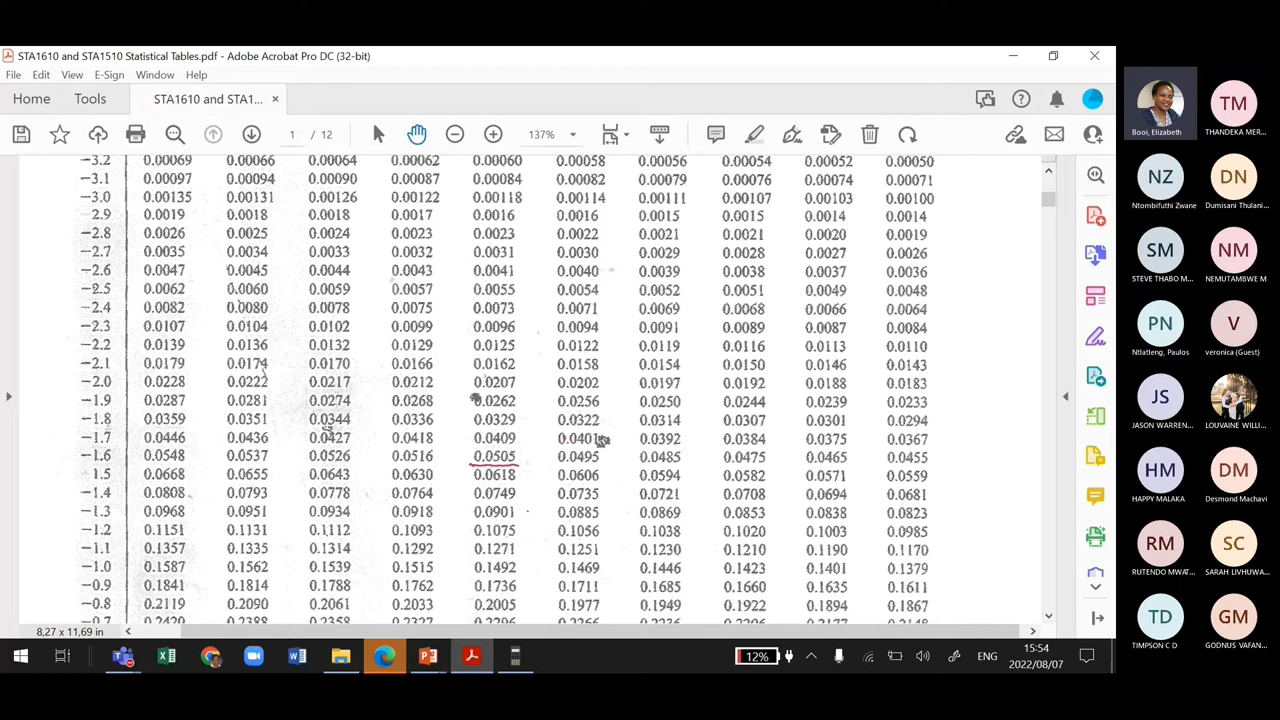 STA1610 and STA1510 Statistical Tables.pdf - Adobe Acrobat Pro DC (32-bit)
File Edit View E-Sign Window Help
Home Tools STA1610 and STA1... ×
1 / 12 137%
−3.2 0.00069 0.00066 0.00064 0.00062 0.00060 0.00058 0.00056 0.00054 0.00052 0.00050
−3.1 0.00097 0.00094 0.00090 0.00087 0.00084 0.00082 0.00079 0.00076 0.00074 0.00071
−3.0 0.00135 0.00131 0.00126 0.00122 0.00118 0.00114 0.00111 0.00107 0.00103 0.00100
−2.9 0.0019 0.0018 0.0018 0.0017 0.0016 0.0016 0.0015 0.0015 0.0014 0.0014
−2.8 0.0026 0.0025 0.0024 0.0023 0.0023 0.0022 0.0021 0.0021 0.0020 0.0019
−2.7 0.0035 0.0034 0.0033 0.0032 0.0031 0.0030 0.0029 0.0028 0.0027 0.0026
−2.6 0.0047 0.0045 0.0044 0.0043 0.0041 0.0040 0.0039 0.0038 0.0037 0.0036
−2.5 0.0062 0.0060 0.0059 0.0057 0.0055 0.0054 0.0052 0.0051 0.0049 0.0048
−2.4 0.0082 0.0080 0.0078 0.0075 0.0073 0.0071 0.0069 0.0068 0.0066 0.0064
−2.3 0.0107 0.0104 0.0102 0.0099 0.0096 0.0094 0.0091 0.0089 0.0087 0.0084
−2.2 0.0139 0.0136 0.0132 0.0129 0.0125 0.0122 0.0119 0.0116 0.0113 0.0110
−2.1 0.0179 0.0174 0.0170 0.0166 0.0162 0.0158 0.0154 0.0150 0.0146 0.0143
−2.0 0.0228 0.0222 0.0217 0.0212 0.0207 0.0202 0.0197 0.0192 0.0188 0.0183
−1.9 0.0287 0.0281 0.0274 0.0268 0.0262 0.0256 0.0250 0.0244 0.0239 0.0233
−1.8 0.0359 0.0351 0.0344 0.0336 0.0329 0.0322 0.0314 0.0307 0.0301 0.0294
−1.7 0.0446 0.0436 0.0427 0.0418 0.0409 0.0401 0.0392 0.0384 0.0375 0.0367
−1.6 0.0548 0.0537 0.0526 0.0516 0.0505 0.0495 0.0485 0.0475 0.0465 0.0455
−1.5 0.0668 0.0655 0.0643 0.0630 0.0618 0.0606 0.0594 0.0582 0.0571 0.0559
−1.4 0.0808 0.0793 0.0778 0.0764 0.0749 0.0735 0.0721 0.0708 0.0694 0.0681
−1.3 0.0968 0.0951 0.0934 0.0918 0.0901 0.0885 0.0869 0.0853 0.0838 0.0823
−1.2 0.1151 0.1131 0.1112 0.1093 0.1075 0.1056 0.1038 0.1020 0.1003 0.0985
−1.1 0.1357 0.1335 0.1314 0.1292 0.1271 0.1251 0.1230 0.1210 0.1190 0.1170
−1.0 0.1587 0.1562 0.1539 0.1515 0.1492 0.1469 0.1446 0.1423 0.1401 0.1379
−0.9 0.1841 0.1814 0.1788 0.1762 0.1736 0.1711 0.1685 0.1660 0.1635 0.1611
−0.8 0.2119 0.2090 0.2061 0.2033 0.2005 0.1977 0.1949 0.1922 0.1894 0.1867
8,27 x 11,69 in
12% ENG 15:54
2022/08/07
Booi, Elizabeth
TM
THANDEKA MER...
NZ
Ntombifuthi Zwane
DN
Dumisani Thulani...
SM
STEVE THABO M...
NM
NEMUTAMBWE M
PN
Ntlatleng, Paulos
V
veronica (Guest)
JS
JASON WARREN...
LOUVAINE WILLI...
HM
HAPPY MALAKA
DM
Desmond Machavi
RM
RUTENDO MWAT...
SC
SARAH LIVHUWA...
TD
TIMPSON C D
GM
GODNUS VAFAN...